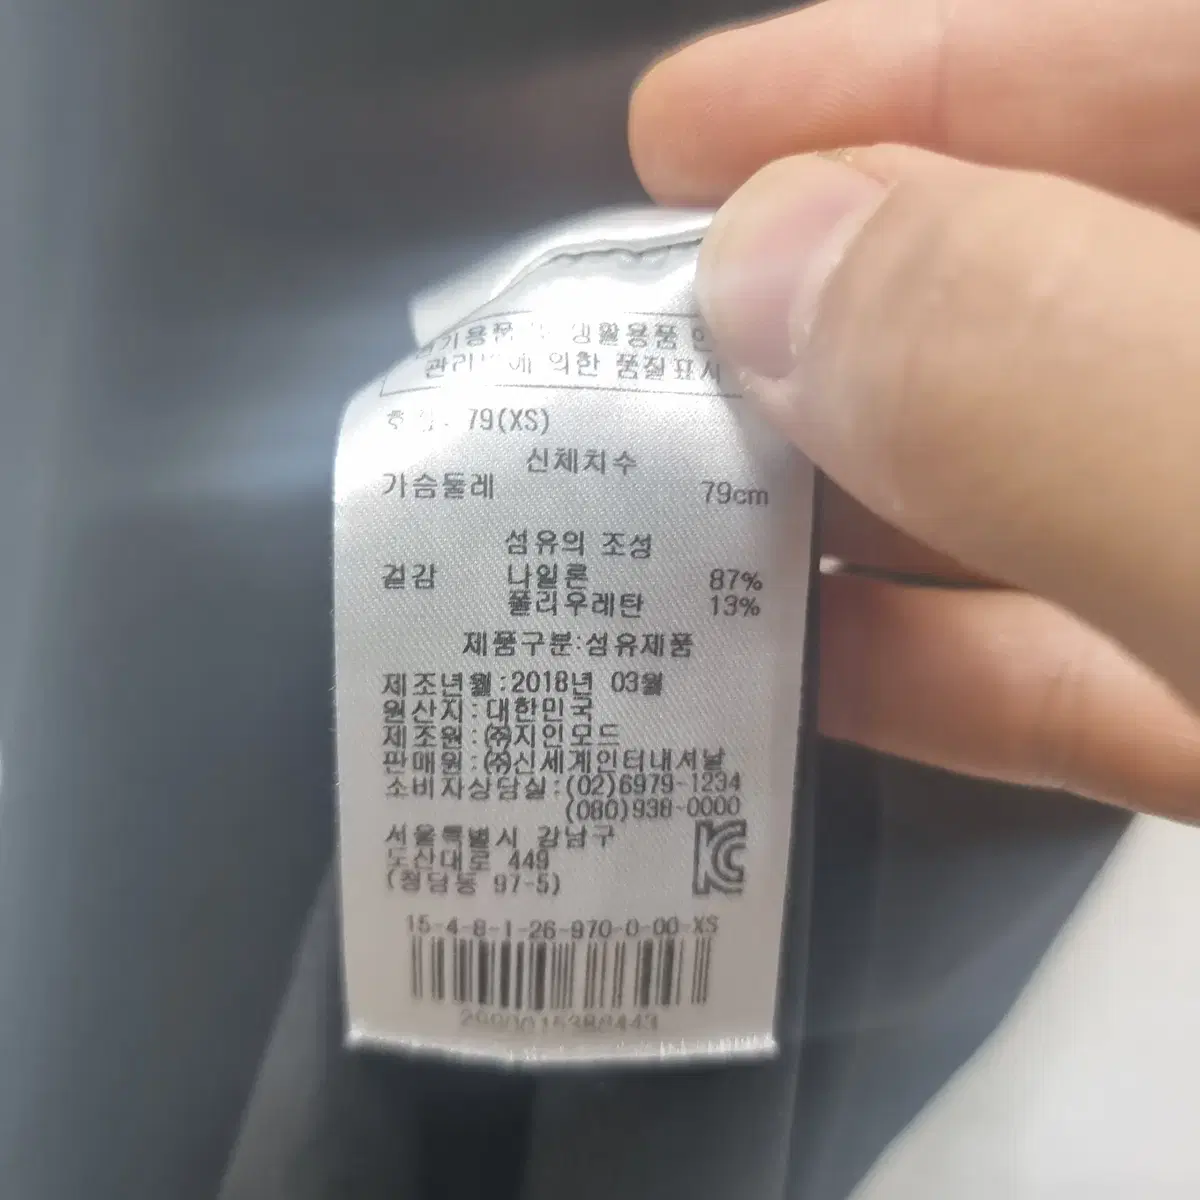 생활용품
관리 에 의한 품질표시
79(XS)
신체치수
가슴둘레 79cm
섬유의 조성
겉감 나일론 87%
폴리우레탄 13%
제품구분:섬유제품
제조년월:2018년 03월
원산지:대한민국
제조원:(주)지인모드
판매원:(주)신세계인터내셔날
소비자상담실:(02)6979-1234
(080)938-0000
서울특별시 강남구
도산대로 449
(청담동 97-5)
KC
15-4-8-1-26-970-0-00-XS